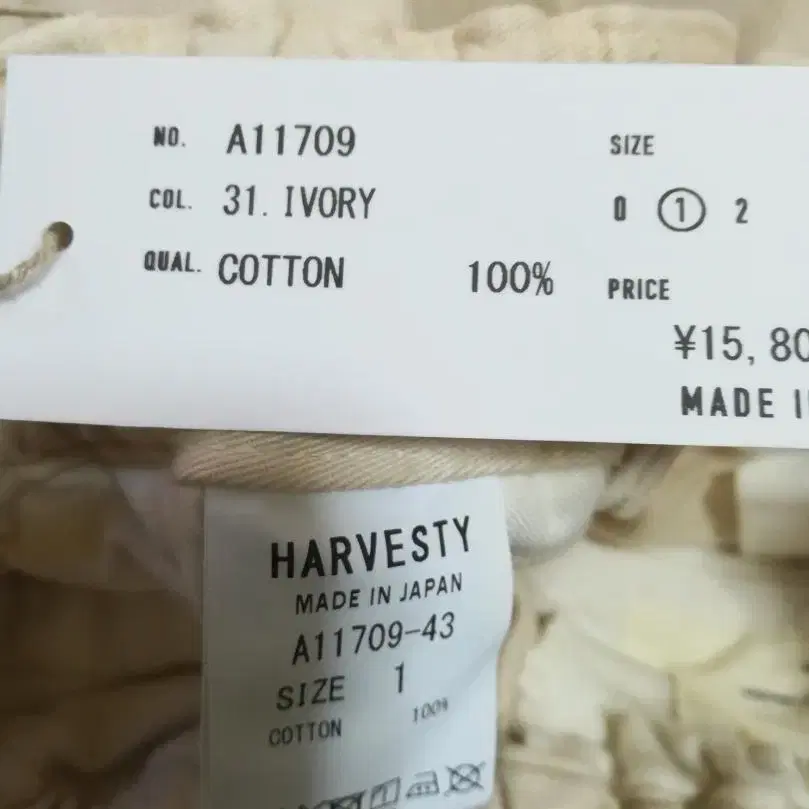 NO. A11709
COL. 31. IVORY
QUAL. COTTON 100%
SIZE
0 1 2
PRICE
¥15,80
MADE I
HARVESTY
MADE IN JAPAN
A11709-43
SIZE 1
COTTON 100%